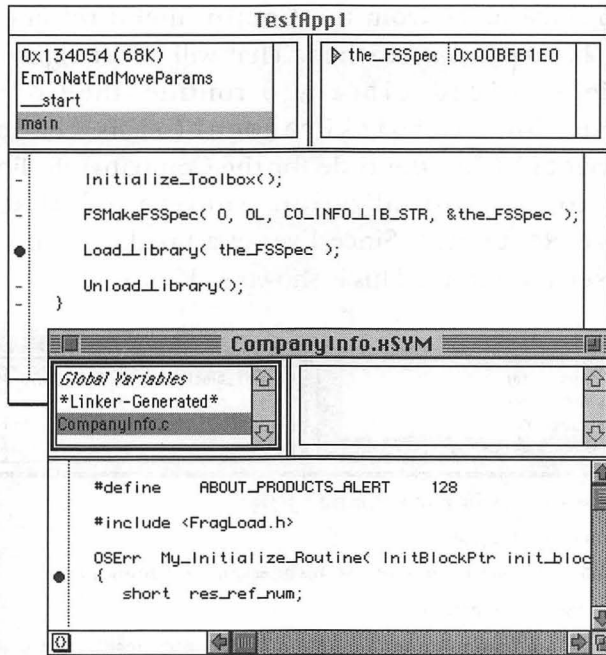 TestApp1
0x134054 (68K)
EmToNatEndMoveParams
__start
main
the_FSSpec 0x00BEB1E0
Initialize_Toolbox();
FSMakeFSSpec( 0, 0L, CO_INFO_LIB_STR, &the_FSSpec );
Load_Library( the_FSSpec );
Unload_Library();
}
CompanyInfo.xSYM
Global Variables
*Linker-Generated*
CompanyInfo.c
#define ABOUT_PRODUCTS_ALERT 128
#include <FragLoad.h>
OSErr My_Initialize_Routine( InitBlockPtr init_bloc
{
short res_ref_num;